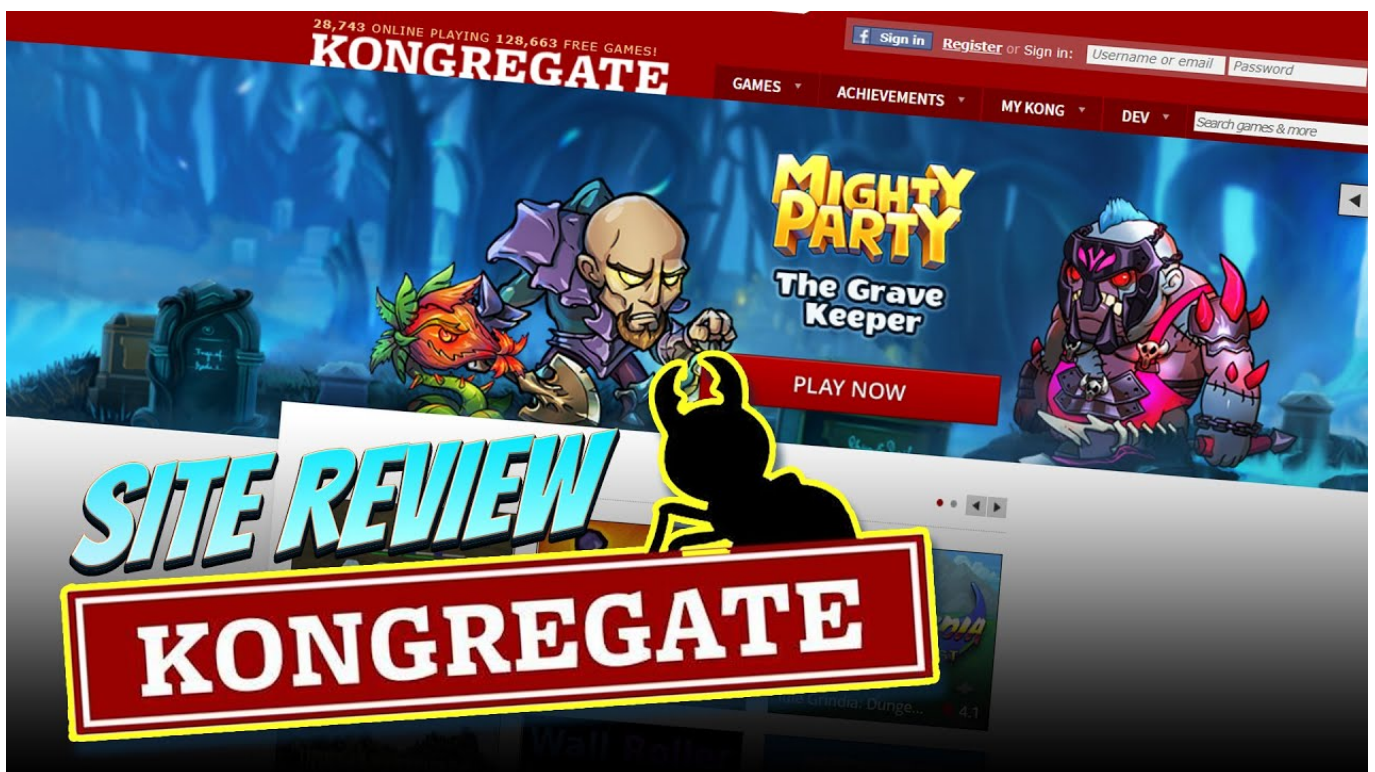 28,743 ONLINE PLAYING 128,663 FREE GAMES!
KONGREGATE
f Sign in Register or Sign in: Username or email Password
GAMES ACHIEVEMENTS MY KONG DEV Search games & more
MIGHTY
PARTY
The Grave
Keeper
PLAY NOW
SITE REVIEW
KONGREGATE
Grindia: Dunge... 4.1
Wall